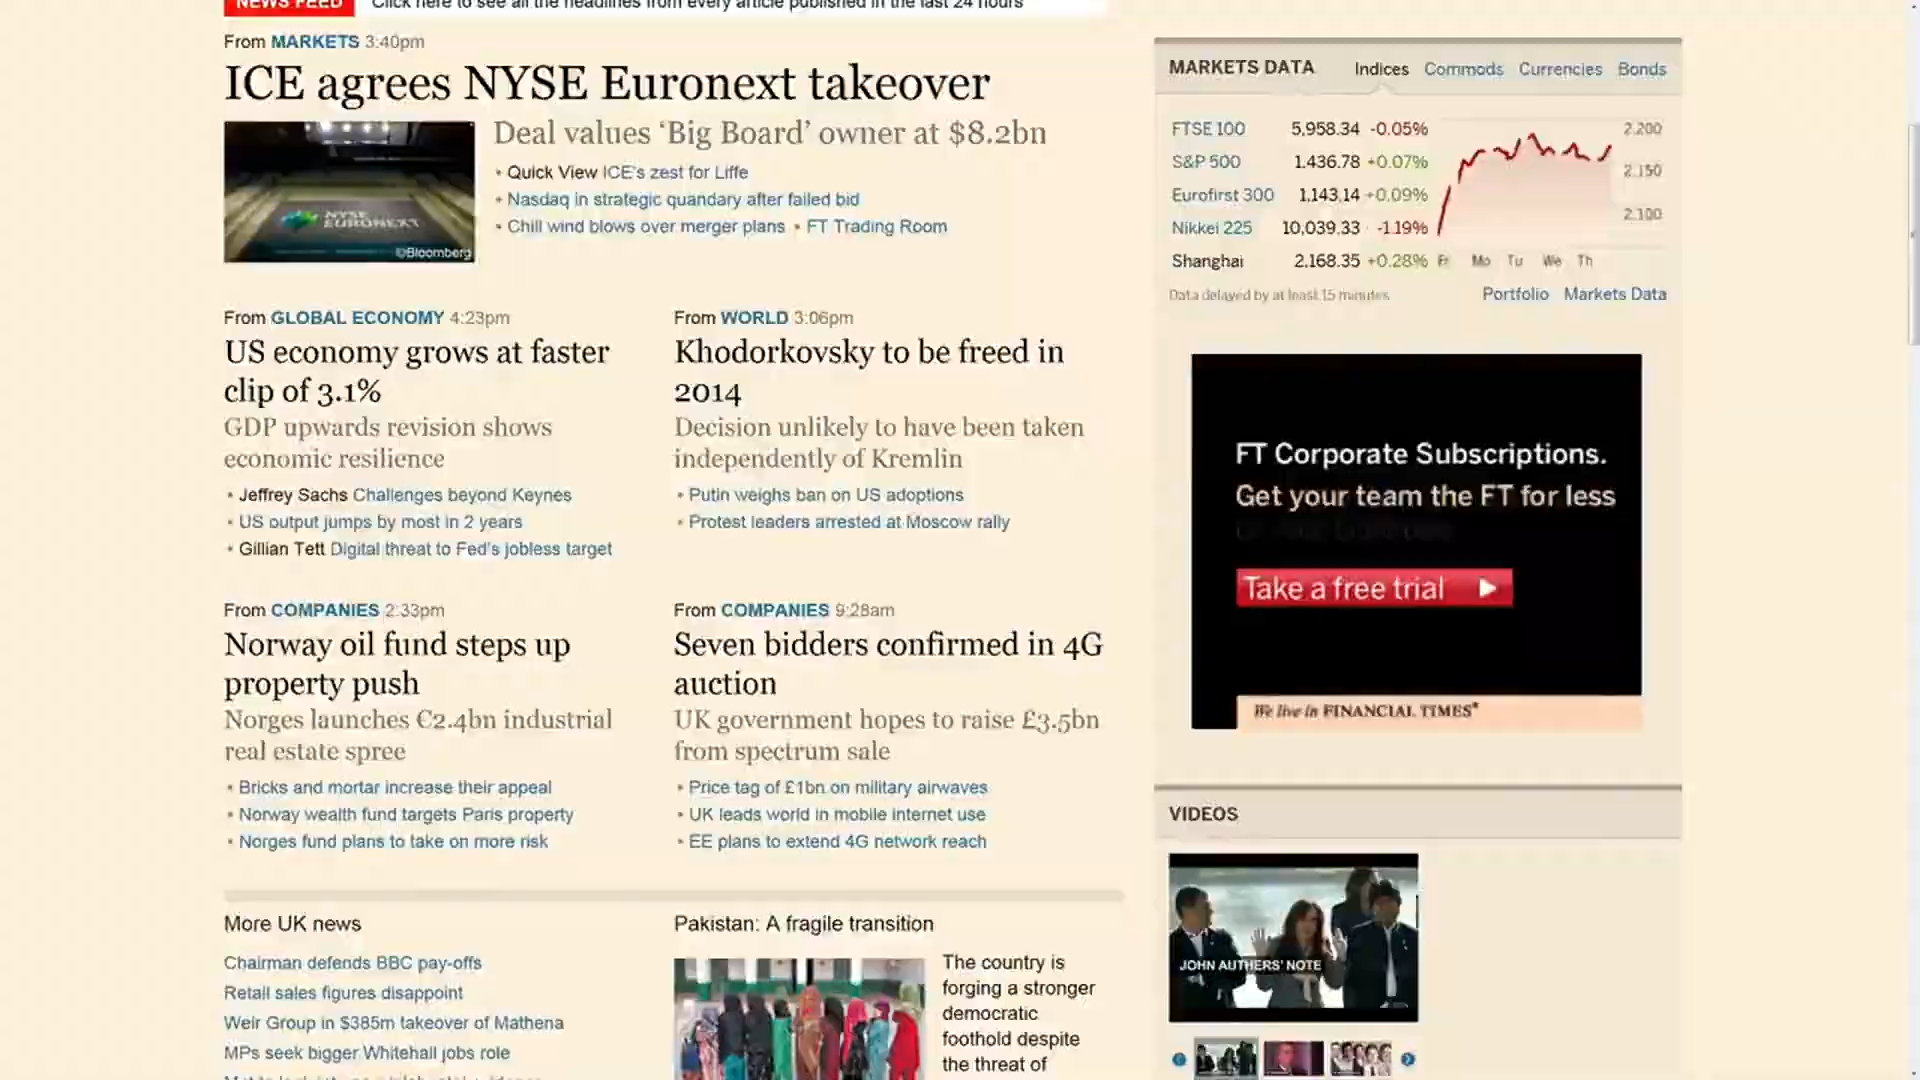 NEWS FEED Click here to see all the headlines from every article published in the last 24 hours
From MARKETS 3:40pm
ICE agrees NYSE Euronext takeover
NYSE
EURONEXT
©Bloomberg
Deal values ‘Big Board’ owner at $8.2bn
• Quick View ICE's zest for Liffe
• Nasdaq in strategic quandary after failed bid
• Chill wind blows over merger plans • FT Trading Room
From GLOBAL ECONOMY 4:23pm
US economy grows at faster
clip of 3.1%
GDP upwards revision shows
economic resilience
• Jeffrey Sachs Challenges beyond Keynes
• US output jumps by most in 2 years
• Gillian Tett Digital threat to Fed's jobless target
From WORLD 3:06pm
Khodorkovsky to be freed in
2014
Decision unlikely to have been taken
independently of Kremlin
• Putin weighs ban on US adoptions
• Protest leaders arrested at Moscow rally
From COMPANIES 2:33pm
Norway oil fund steps up
property push
Norges launches €2.4bn industrial
real estate spree
• Bricks and mortar increase their appeal
• Norway wealth fund targets Paris property
• Norges fund plans to take on more risk
From COMPANIES 9:28am
Seven bidders confirmed in 4G
auction
UK government hopes to raise £3.5bn
from spectrum sale
• Price tag of £1bn on military airwaves
• UK leads world in mobile internet use
• EE plans to extend 4G network reach
More UK news
Chairman defends BBC pay-offs
Retail sales figures disappoint
Weir Group in $385m takeover of Mathena
MPs seek bigger Whitehall jobs role
Pakistan: A fragile transition
The country is
forging a stronger
democratic
foothold despite
the threat of
MARKETS DATA Indices Commods Currencies Bonds
FTSE 100 5,958.34 -0.05%
S&P 500 1,436.78 +0.07%
Eurofirst 300 1,143.14 +0.09%
Nikkei 225 10,039.33 -1.19%
Shanghai 2,168.35 +0.28%
2.200
2.150
2.100
Fr Mo Tu We Th
Data delayed by at least 15 minutes
Portfolio Markets Data
FT Corporate Subscriptions.
Get your team the FT for less
Take a free trial
We live in FINANCIAL TIMES®
VIDEOS
JOHN AUTHERS' NOTE